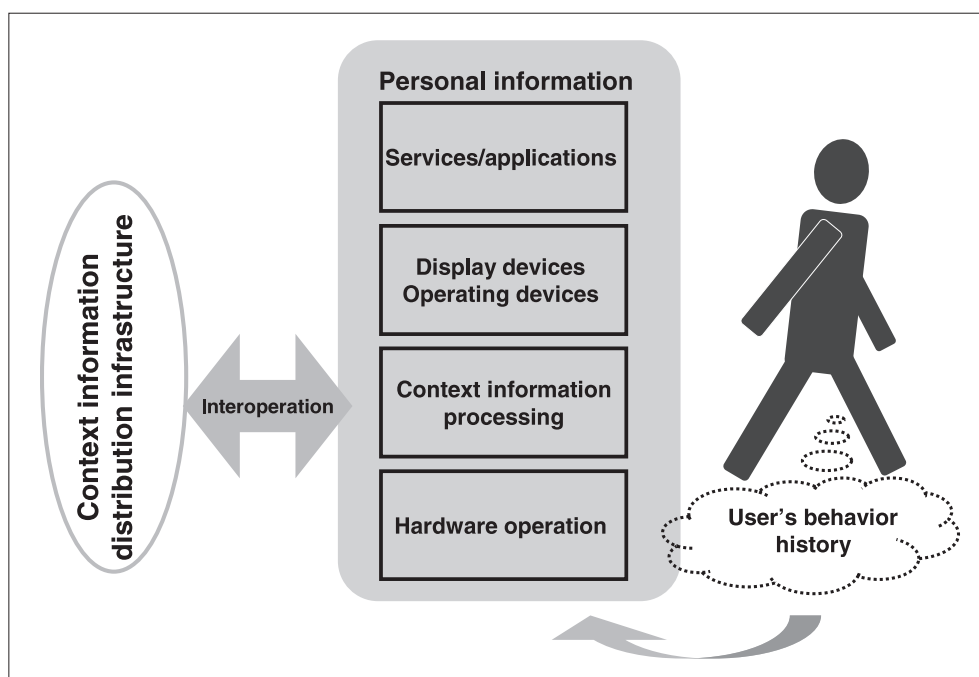 Context information
distribution infrastructure
Interoperation
Personal information
Services/applications
Display devices
Operating devices
Context information
processing
Hardware operation
User’s behavior
history